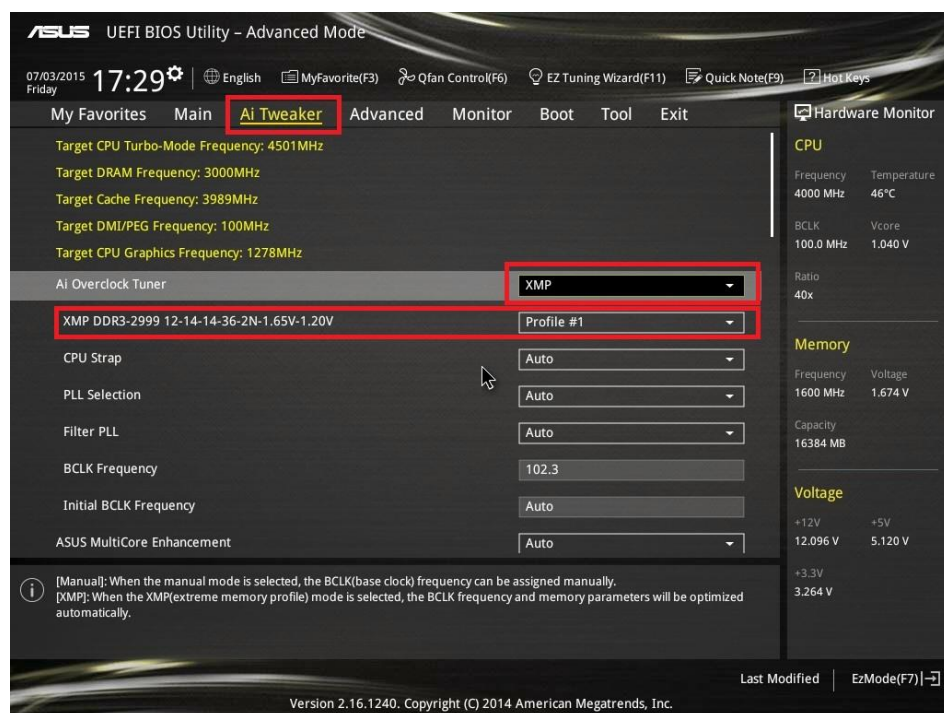 ASUS UEFI BIOS Utility – Advanced Mode
07/03/2015 Friday 17:29 English MyFavorite(F3) Qfan Control(F6) EZ Tuning Wizard(F11) Quick Note(F9) ? Hot Keys
My Favorites Main Ai Tweaker Advanced Monitor Boot Tool Exit
Target CPU Turbo-Mode Frequency: 4501MHz
Target DRAM Frequency: 3000MHz
Target Cache Frequency: 3989MHz
Target DMI/PEG Frequency: 100MHz
Target CPU Graphics Frequency: 1278MHz
Ai Overclock Tuner XMP
XMP DDR3-2999 12-14-14-36-2N-1.65V-1.20V Profile #1
CPU Strap Auto
PLL Selection Auto
Filter PLL Auto
BCLK Frequency 102.3
Initial BCLK Frequency Auto
ASUS MultiCore Enhancement Auto
[Manual]: When the manual mode is selected, the BCLK(base clock) frequency can be assigned manually.
[XMP]: When the XMP(extreme memory profile) mode is selected, the BCLK frequency and memory parameters will be optimized
automatically.
Hardware Monitor
CPU
Frequency Temperature
4000 MHz 46°C
BCLK Vcore
100.0 MHz 1.040 V
Ratio
40x
Memory
Frequency Voltage
1600 MHz 1.674 V
Capacity
16384 MB
Voltage
+12V +5V
12.096 V 5.120 V
+3.3V
3.264 V
Last Modified EzMode(F7)
Version 2.16.1240. Copyright (C) 2014 American Megatrends, Inc.